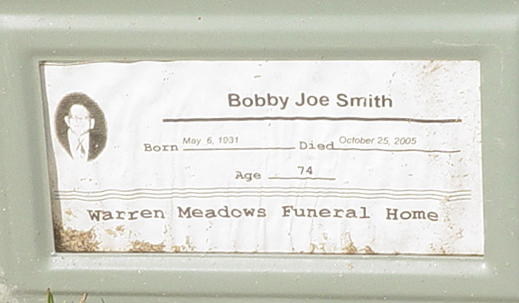 Bobby Joe Smith
Born May 6, 1931 Died October 25, 2005
Age 74
Warren Meadows Funeral Home